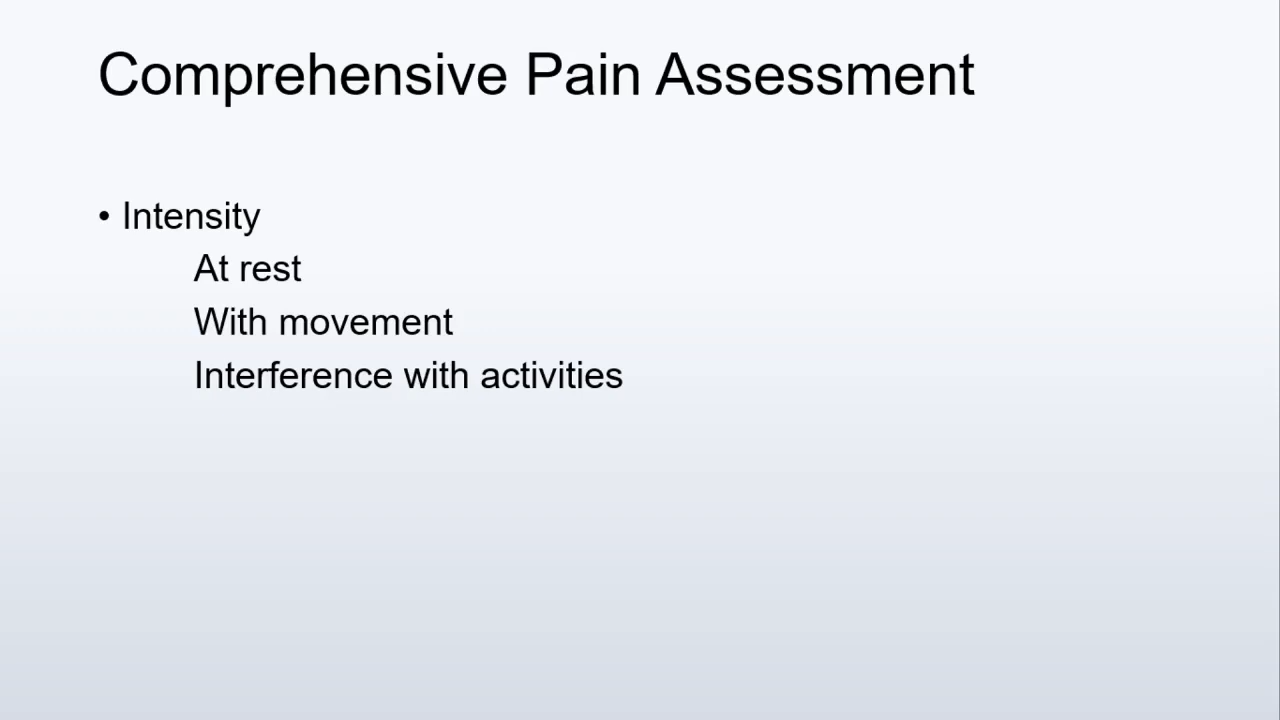 Comprehensive Pain Assessment
• Intensity
At rest
With movement
Interference with activities